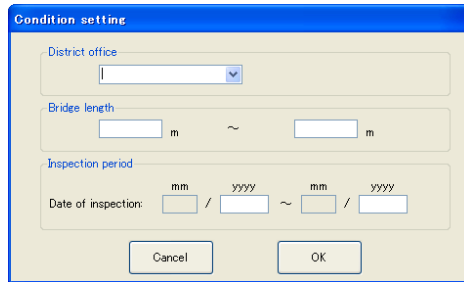 Condition setting
District office
Bridge length
m ～ m
Inspection period
mm yyyy mm yyyy
Date of inspection: / ～ /
Cancel OK